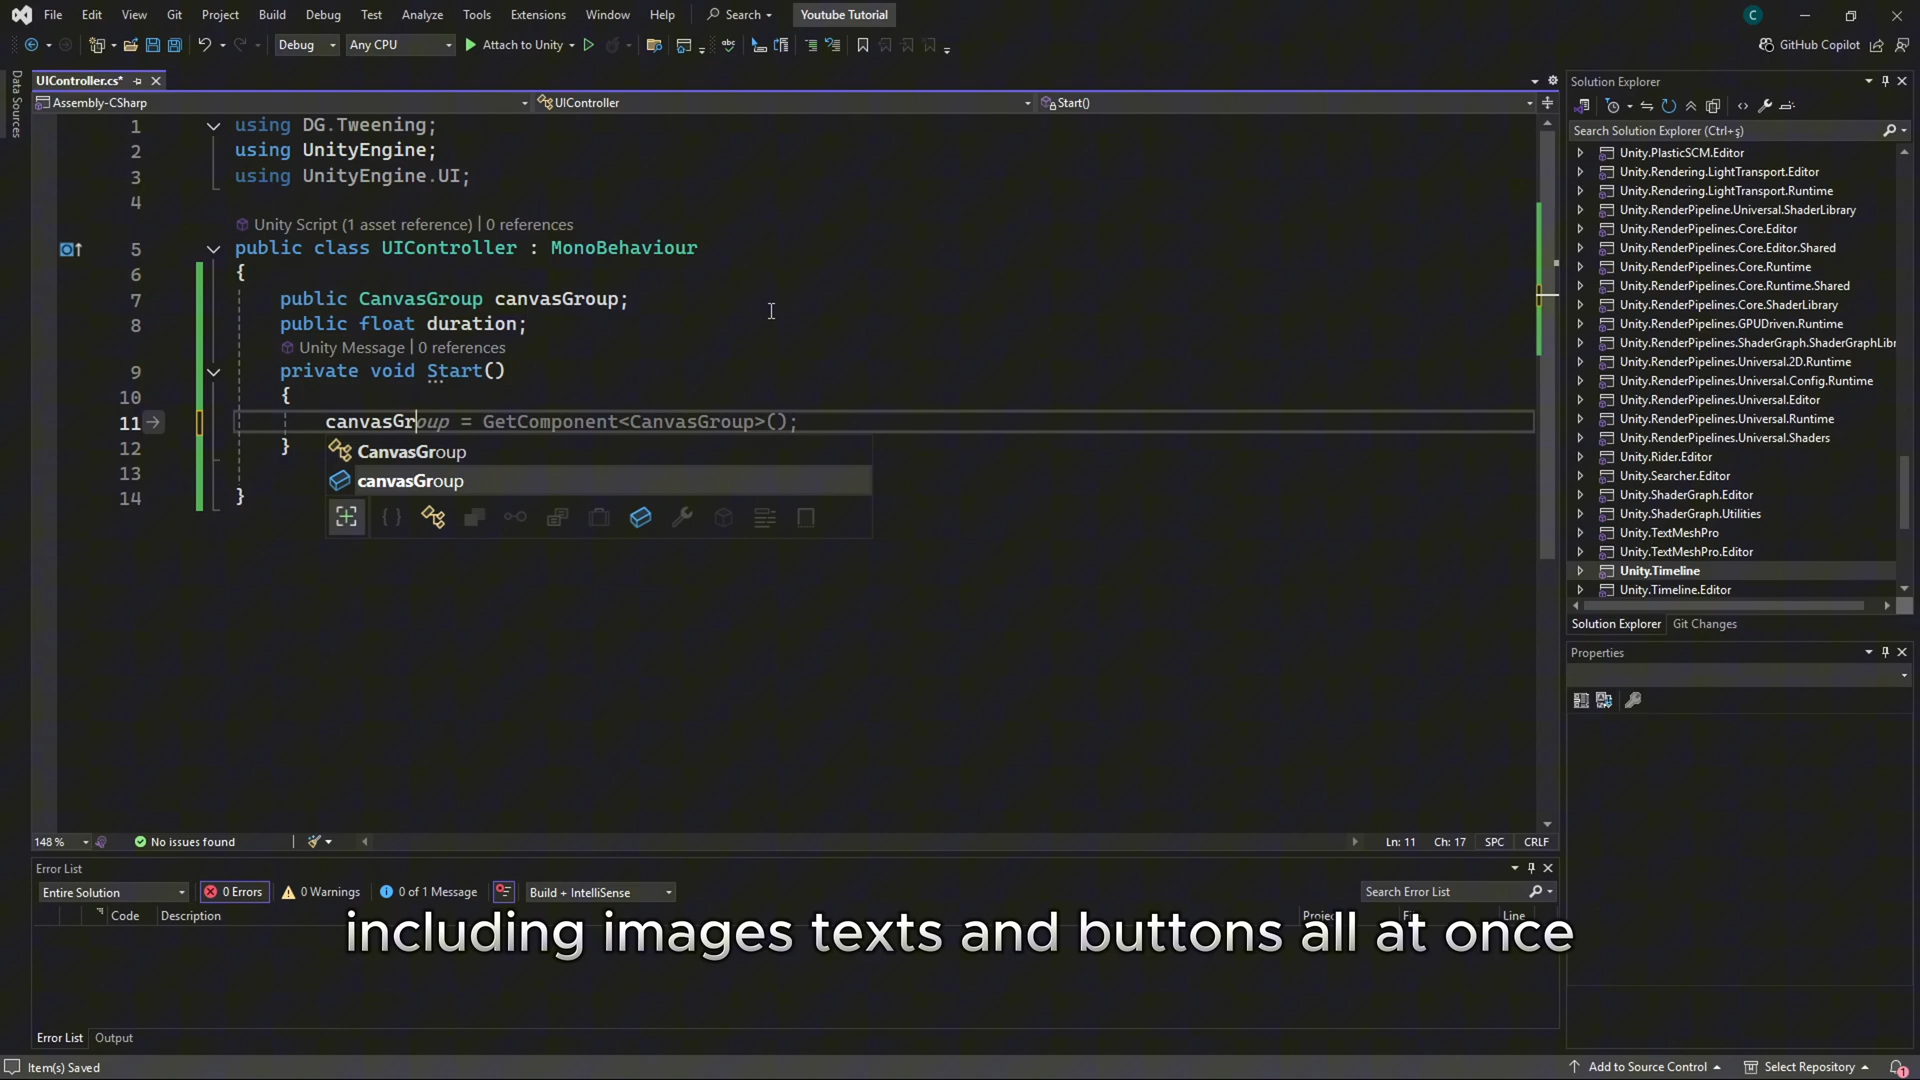 File Edit View Git Project Build Debug Test Analyze Tools Extensions Window Help Search Youtube Tutorial C
Debug Any CPU Attach to Unity GitHub Copilot
Data Sources
UIController.cs*
Assembly-CSharp UIController Start()
1 using DG.Tweening;
2 using UnityEngine;
3 using UnityEngine.UI;
4
Unity Script (1 asset reference) | 0 references
5 public class UIController : MonoBehaviour
6 {
7 public CanvasGroup canvasGroup;
8 public float duration;
Unity Message | 0 references
9 private void Start()
10 {
11 canvasGroup = GetComponent<CanvasGroup>();
12 }
13
14 }
CanvasGroup
canvasGroup
148 % No issues found Ln: 11 Ch: 17 SPC CRLF
Error List
Entire Solution 0 Errors 0 Warnings 0 of 1 Message Build + IntelliSense Search Error List
Code Description Line
including images texts and buttons all at once
Error List Output
Item(s) Saved Add to Source Control Select Repository 1
Solution Explorer
Search Solution Explorer (Ctrl+ş)
Unity.PlasticSCM.Editor
Unity.Rendering.LightTransport.Editor
Unity.Rendering.LightTransport.Runtime
Unity.RenderPipeline.Universal.ShaderLibrary
Unity.RenderPipelines.Core.Editor
Unity.RenderPipelines.Core.Editor.Shared
Unity.RenderPipelines.Core.Runtime
Unity.RenderPipelines.Core.Runtime.Shared
Unity.RenderPipelines.Core.ShaderLibrary
Unity.RenderPipelines.GPUDriven.Runtime
Unity.RenderPipelines.ShaderGraph.ShaderGraphLibr
Unity.RenderPipelines.Universal.2D.Runtime
Unity.RenderPipelines.Universal.Config.Runtime
Unity.RenderPipelines.Universal.Editor
Unity.RenderPipelines.Universal.Runtime
Unity.RenderPipelines.Universal.Shaders
Unity.Rider.Editor
Unity.Searcher.Editor
Unity.ShaderGraph.Editor
Unity.ShaderGraph.Utilities
Unity.TextMeshPro
Unity.TextMeshPro.Editor
Unity.Timeline
Unity.Timeline.Editor
Solution Explorer Git Changes
Properties